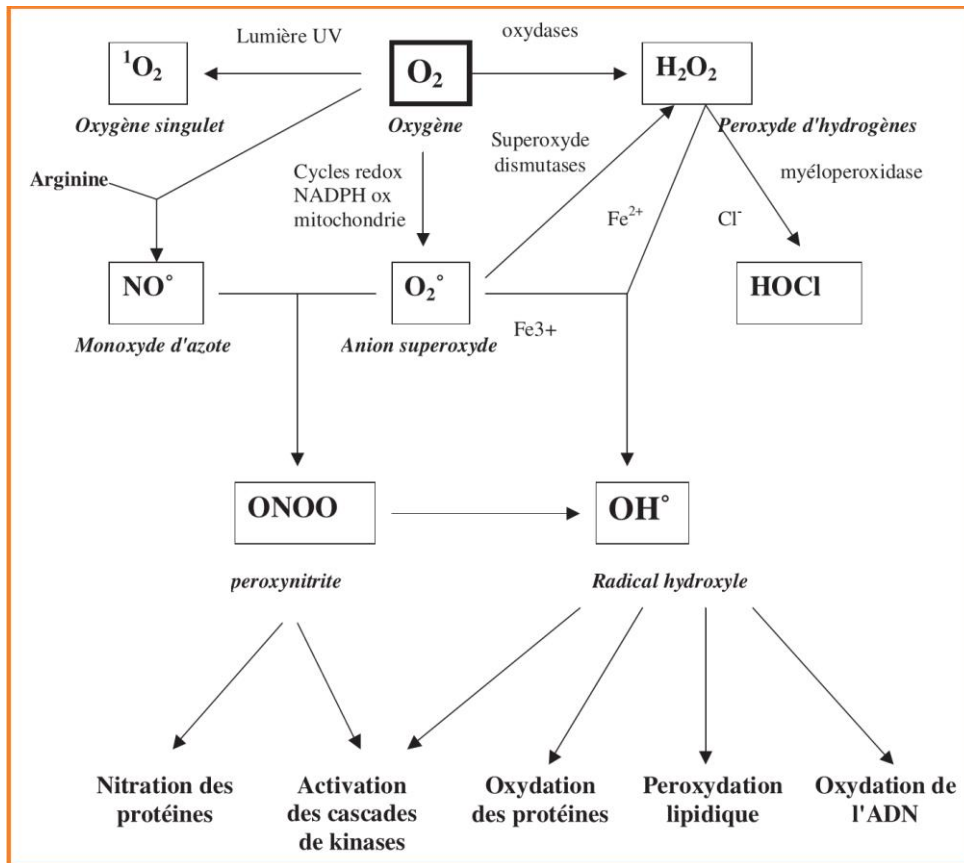 Lumière UV
oxydases
¹O₂
O₂
H₂O₂
Oxygène singulet
Oxygène
Peroxyde d'hydrogènes
Arginine
Cycles redox
NADPH ox
mitochondrie
Superoxyde
dismutases
myéloperoxidase
Fe²⁺
Cl⁻
NO°
O₂°
HOCl
Monoxyde d'azote
Anion superoxyde
Fe3+
ONOO
OH°
peroxynitrite
Radical hydroxyle
Nitration des
protéines
Activation
des cascades
de kinases
Oxydation
des protéines
Peroxydation
lipidique
Oxydation de
l'ADN